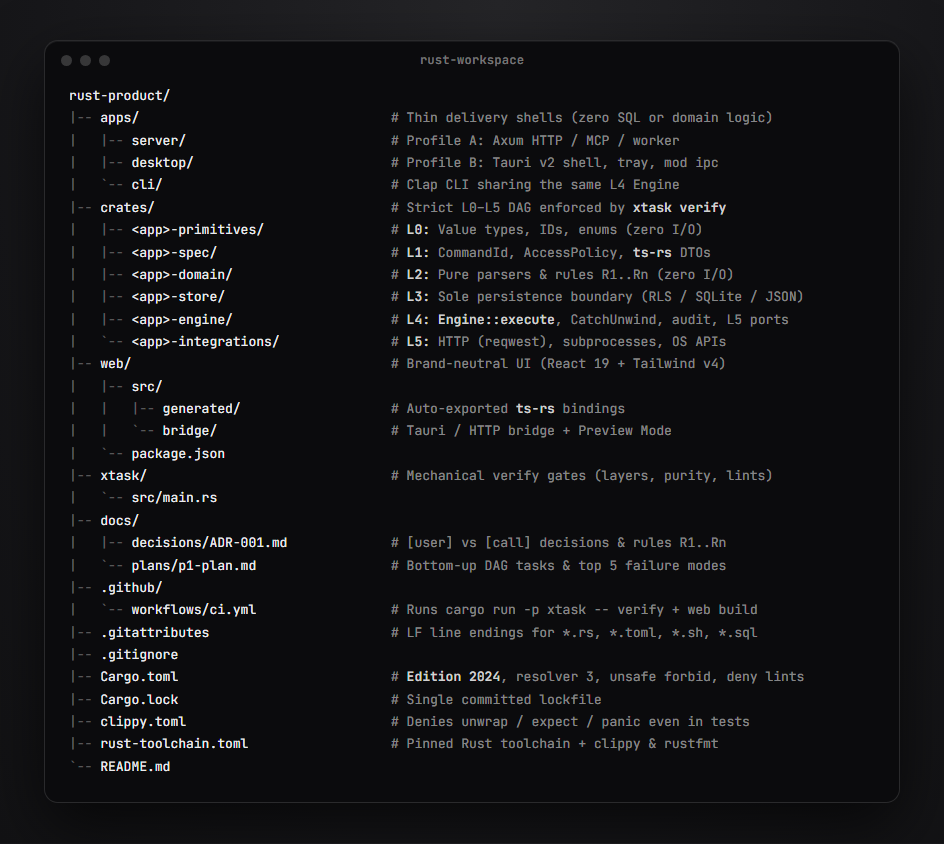 rust-workspace
rust-product/
|-- apps/                                # Thin delivery shells (zero SQL or domain logic)
|   |-- server/                          # Profile A: Axum HTTP / MCP / worker
|   |-- desktop/                         # Profile B: Tauri v2 shell, tray, mod ipc
|   `-- cli/                             # Clap CLI sharing the same L4 Engine
|-- crates/                              # Strict L0–L5 DAG enforced by xtask verify
|   |-- <app>-primitives/                # L0: Value types, IDs, enums (zero I/O)
|   |-- <app>-spec/                      # L1: CommandId, AccessPolicy, ts-rs DTOs
|   |-- <app>-domain/                    # L2: Pure parsers & rules R1..Rn (zero I/O)
|   |-- <app>-store/                     # L3: Sole persistence boundary (RLS / SQLite / JSON)
|   |-- <app>-engine/                    # L4: Engine::execute, CatchUnwind, audit, L5 ports
|   `-- <app>-integrations/              # L5: HTTP (reqwest), subprocesses, OS APIs
|-- web/                                 # Brand-neutral UI (React 19 + Tailwind v4)
|   |-- src/
|   |   |-- generated/                   # Auto-exported ts-rs bindings
|   |   `-- bridge/                      # Tauri / HTTP bridge + Preview Mode
|   `-- package.json
|-- xtask/                               # Mechanical verify gates (layers, purity, lints)
|   `-- src/main.rs
|-- docs/
|   |-- decisions/ADR-001.md             # [user] vs [call] decisions & rules R1..Rn
|   `-- plans/p1-plan.md                 # Bottom-up DAG tasks & top 5 failure modes
|-- .github/
|   `-- workflows/ci.yml                 # Runs cargo run -p xtask -- verify + web build
|-- .gitattributes                       # LF line endings for *.rs, *.toml, *.sh, *.sql
|-- .gitignore
|-- Cargo.toml                           # Edition 2024, resolver 3, unsafe forbid, deny lints
|-- Cargo.lock                           # Single committed lockfile
|-- clippy.toml                          # Denies unwrap / expect / panic even in tests
|-- rust-toolchain.toml                  # Pinned Rust toolchain + clippy & rustfmt
`-- README.md